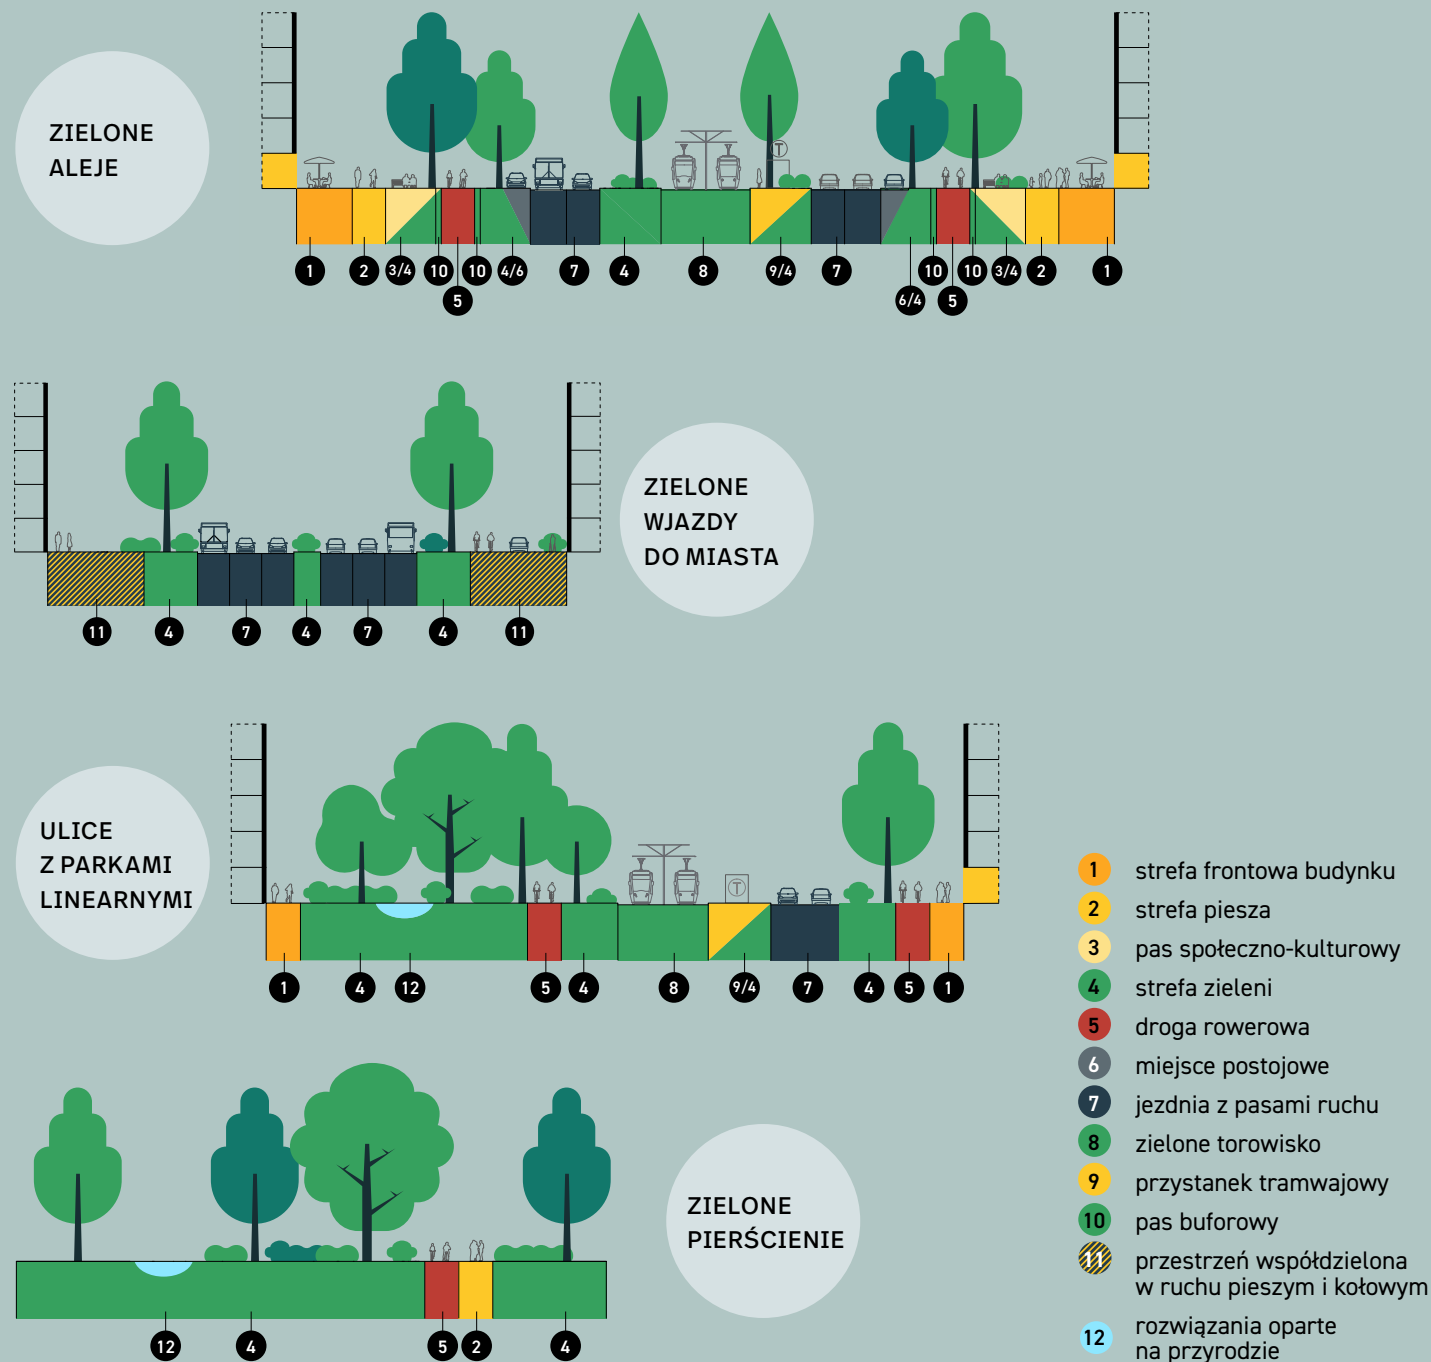 ZIELONE
ALEJE
T
1 2 3/4 10 10 4/6 7 4 8 9/4 7 10 10 3/4 2 1
5 6/4 5
ZIELONE
WJAZDY
DO MIASTA
11 4 7 4 7 4 11
ULICE
Z PARKAMI
LINEARNYMI
T
1 4 12 5 4 8 9/4 7 4 5 1
ZIELONE
PIERŚCIENIE
12 4 5 2 4
1 strefa frontowa budynku
2 strefa piesza
3 pas społeczno-kulturowy
4 strefa zieleni
5 droga rowerowa
6 miejsce postojowe
7 jezdnia z pasami ruchu
8 zielone torowisko
9 przystanek tramwajowy
10 pas buforowy
11 przestrzeń współdzielona
w ruchu pieszym i kołowym
12 rozwiązania oparte
na przyrodzie